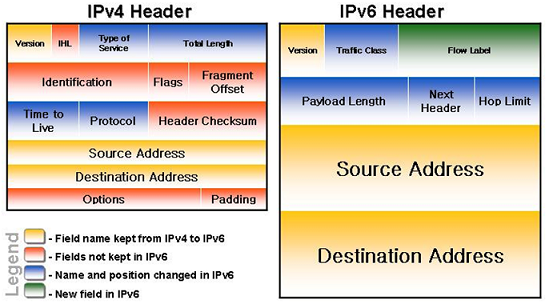 IPv4 Header
Version IHL Type of Service Total Length
Identification Flags Fragment Offset
Time to Live Protocol Header Checksum
Source Address
Destination Address
Options Padding
Legend
- Field name kept from IPv4 to IPv6
- Fields not kept in IPv6
- Name and position changed in IPv6
- New field in IPv6
IPv6 Header
Version Traffic Class Flow Label
Payload Length Next Header Hop Limit
Source Address
Destination Address